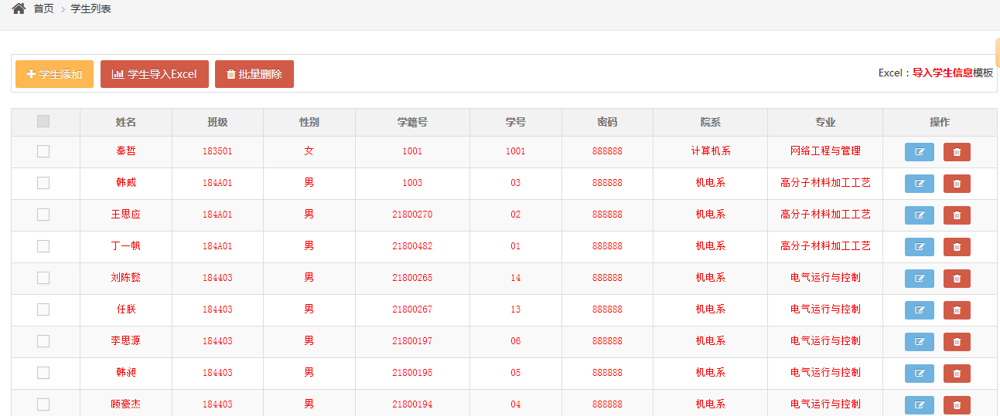 首页 > 学生列表
学生添加 学生导入Excel 批量删除 Excel：导入学生信息模板
姓名 班级 性别 学籍号 学号 密码 院系 专业 操作
秦哲 183501 女 1001 1001 888888 计算机系 网络工程与管理
韩威 184A01 男 1003 03 888888 机电系 高分子材料加工工艺
王思应 184A01 男 21800270 02 888888 机电系 高分子材料加工工艺
丁一帆 184A01 男 21800482 01 888888 机电系 高分子材料加工工艺
刘陈懿 184403 男 21800265 14 888888 机电系 电气运行与控制
任朕 184403 男 21800267 13 888888 机电系 电气运行与控制
李思源 184403 男 21800197 06 888888 机电系 电气运行与控制
韩昶 184403 男 21800195 05 888888 机电系 电气运行与控制
顾豪杰 184403 男 21800194 04 888888 机电系 电气运行与控制